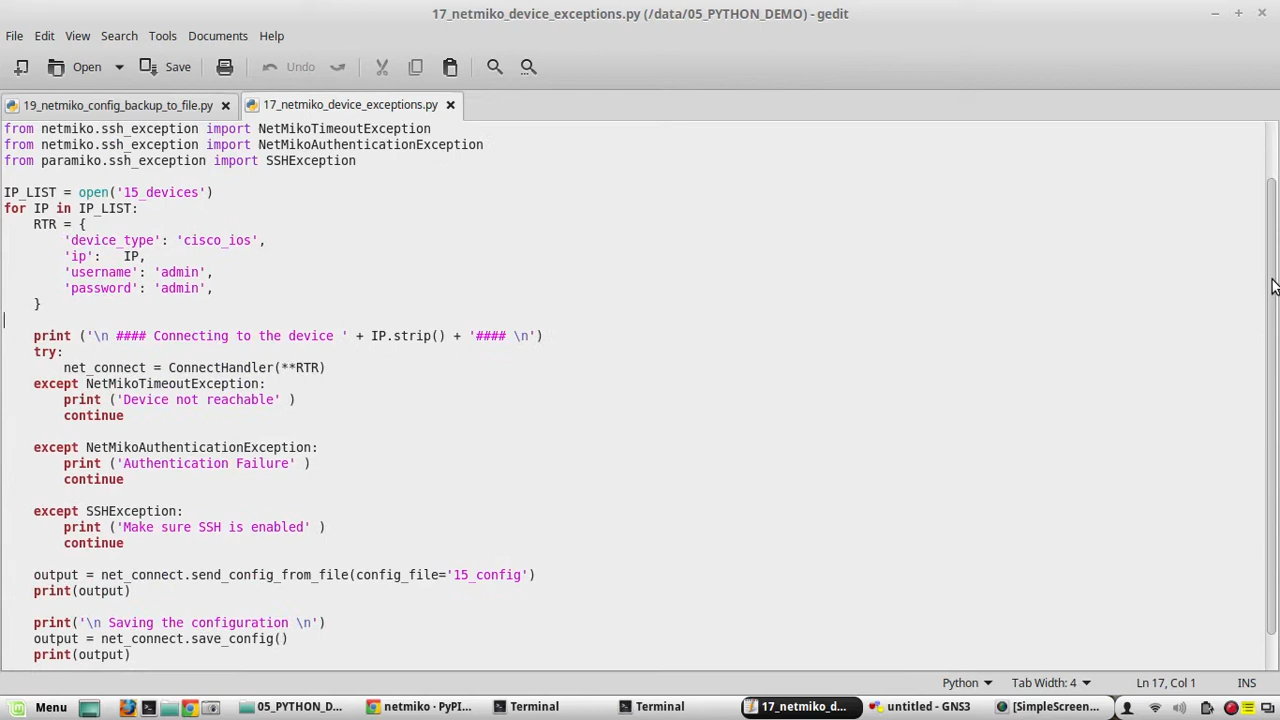 17_netmiko_device_exceptions.py (/data/05_PYTHON_DEMO) - gedit
File Edit View Search Tools Documents Help
Open Save Undo
19_netmiko_config_backup_to_file.py 17_netmiko_device_exceptions.py
from netmiko.ssh_exception import NetMikoTimeoutException
from netmiko.ssh_exception import NetMikoAuthenticationException
from paramiko.ssh_exception import SSHException
IP_LIST = open('15_devices')
for IP in IP_LIST:
    RTR = {
        'device_type': 'cisco_ios',
        'ip':   IP,
        'username': 'admin',
        'password': 'admin',
    }
    print ('\n #### Connecting to the device ' + IP.strip() + '#### \n')
    try:
        net_connect = ConnectHandler(**RTR)
    except NetMikoTimeoutException:
        print ('Device not reachable' )
        continue
    except NetMikoAuthenticationException:
        print ('Authentication Failure' )
        continue
    except SSHException:
        print ('Make sure SSH is enabled' )
        continue
    output = net_connect.send_config_from_file(config_file='15_config')
    print(output)
    print('\n Saving the configuration \n')
    output = net_connect.save_config()
    print(output)
Python Tab Width: 4 Ln 17, Col 1 INS
Menu 05_PYTHON_D... netmiko · PyPI... Terminal Terminal 17_netmiko_d... untitled - GNS3 [SimpleScreen...